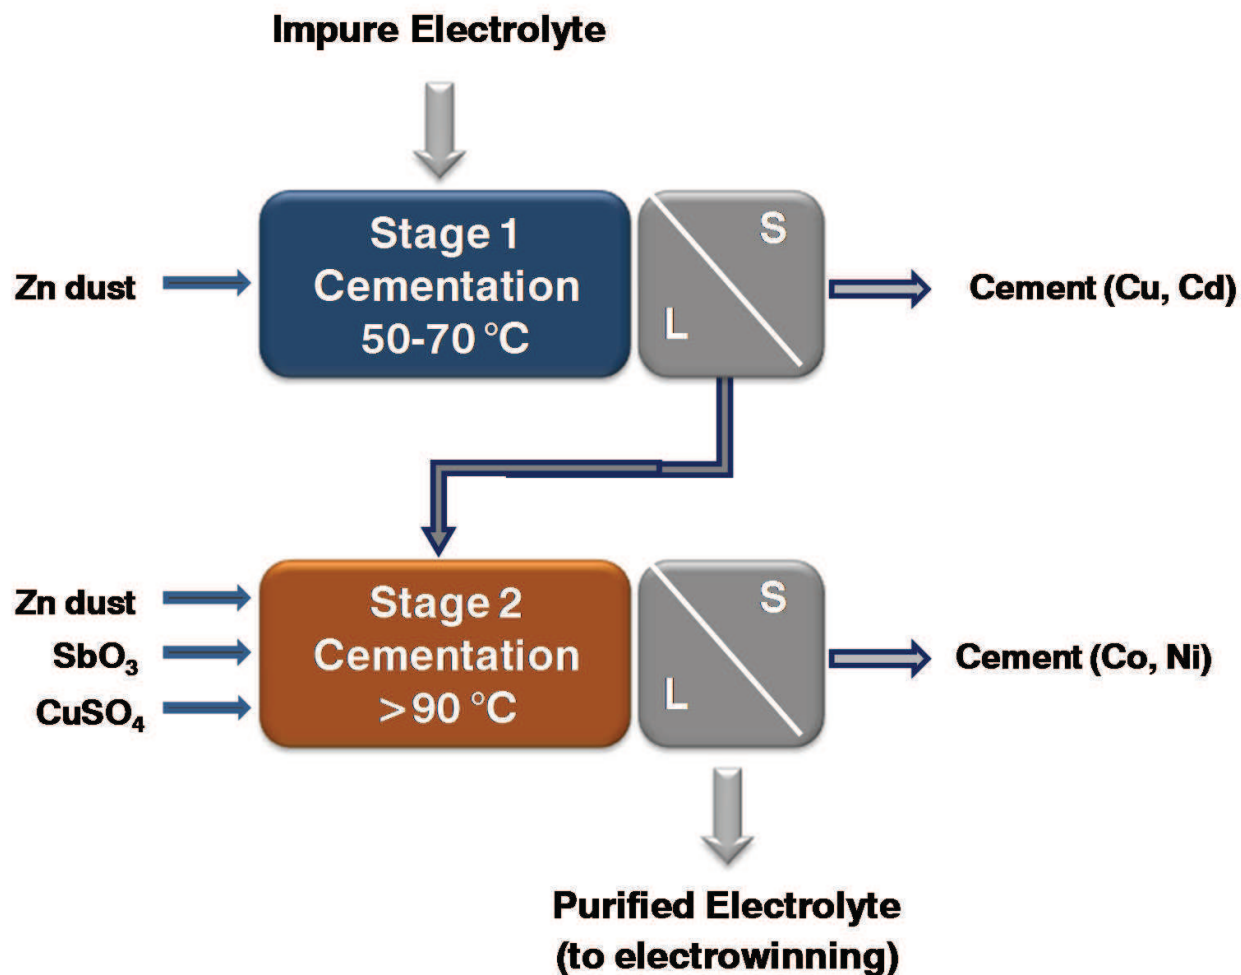 Impure Electrolyte
Stage 1
Cementation
50-70 °C
S
L
Zn dust
Cement (Cu, Cd)
Zn dust
SbO₃
CuSO₄
Stage 2
Cementation
>90 °C
S
L
Cement (Co, Ni)
Purified Electrolyte
(to electrowinning)